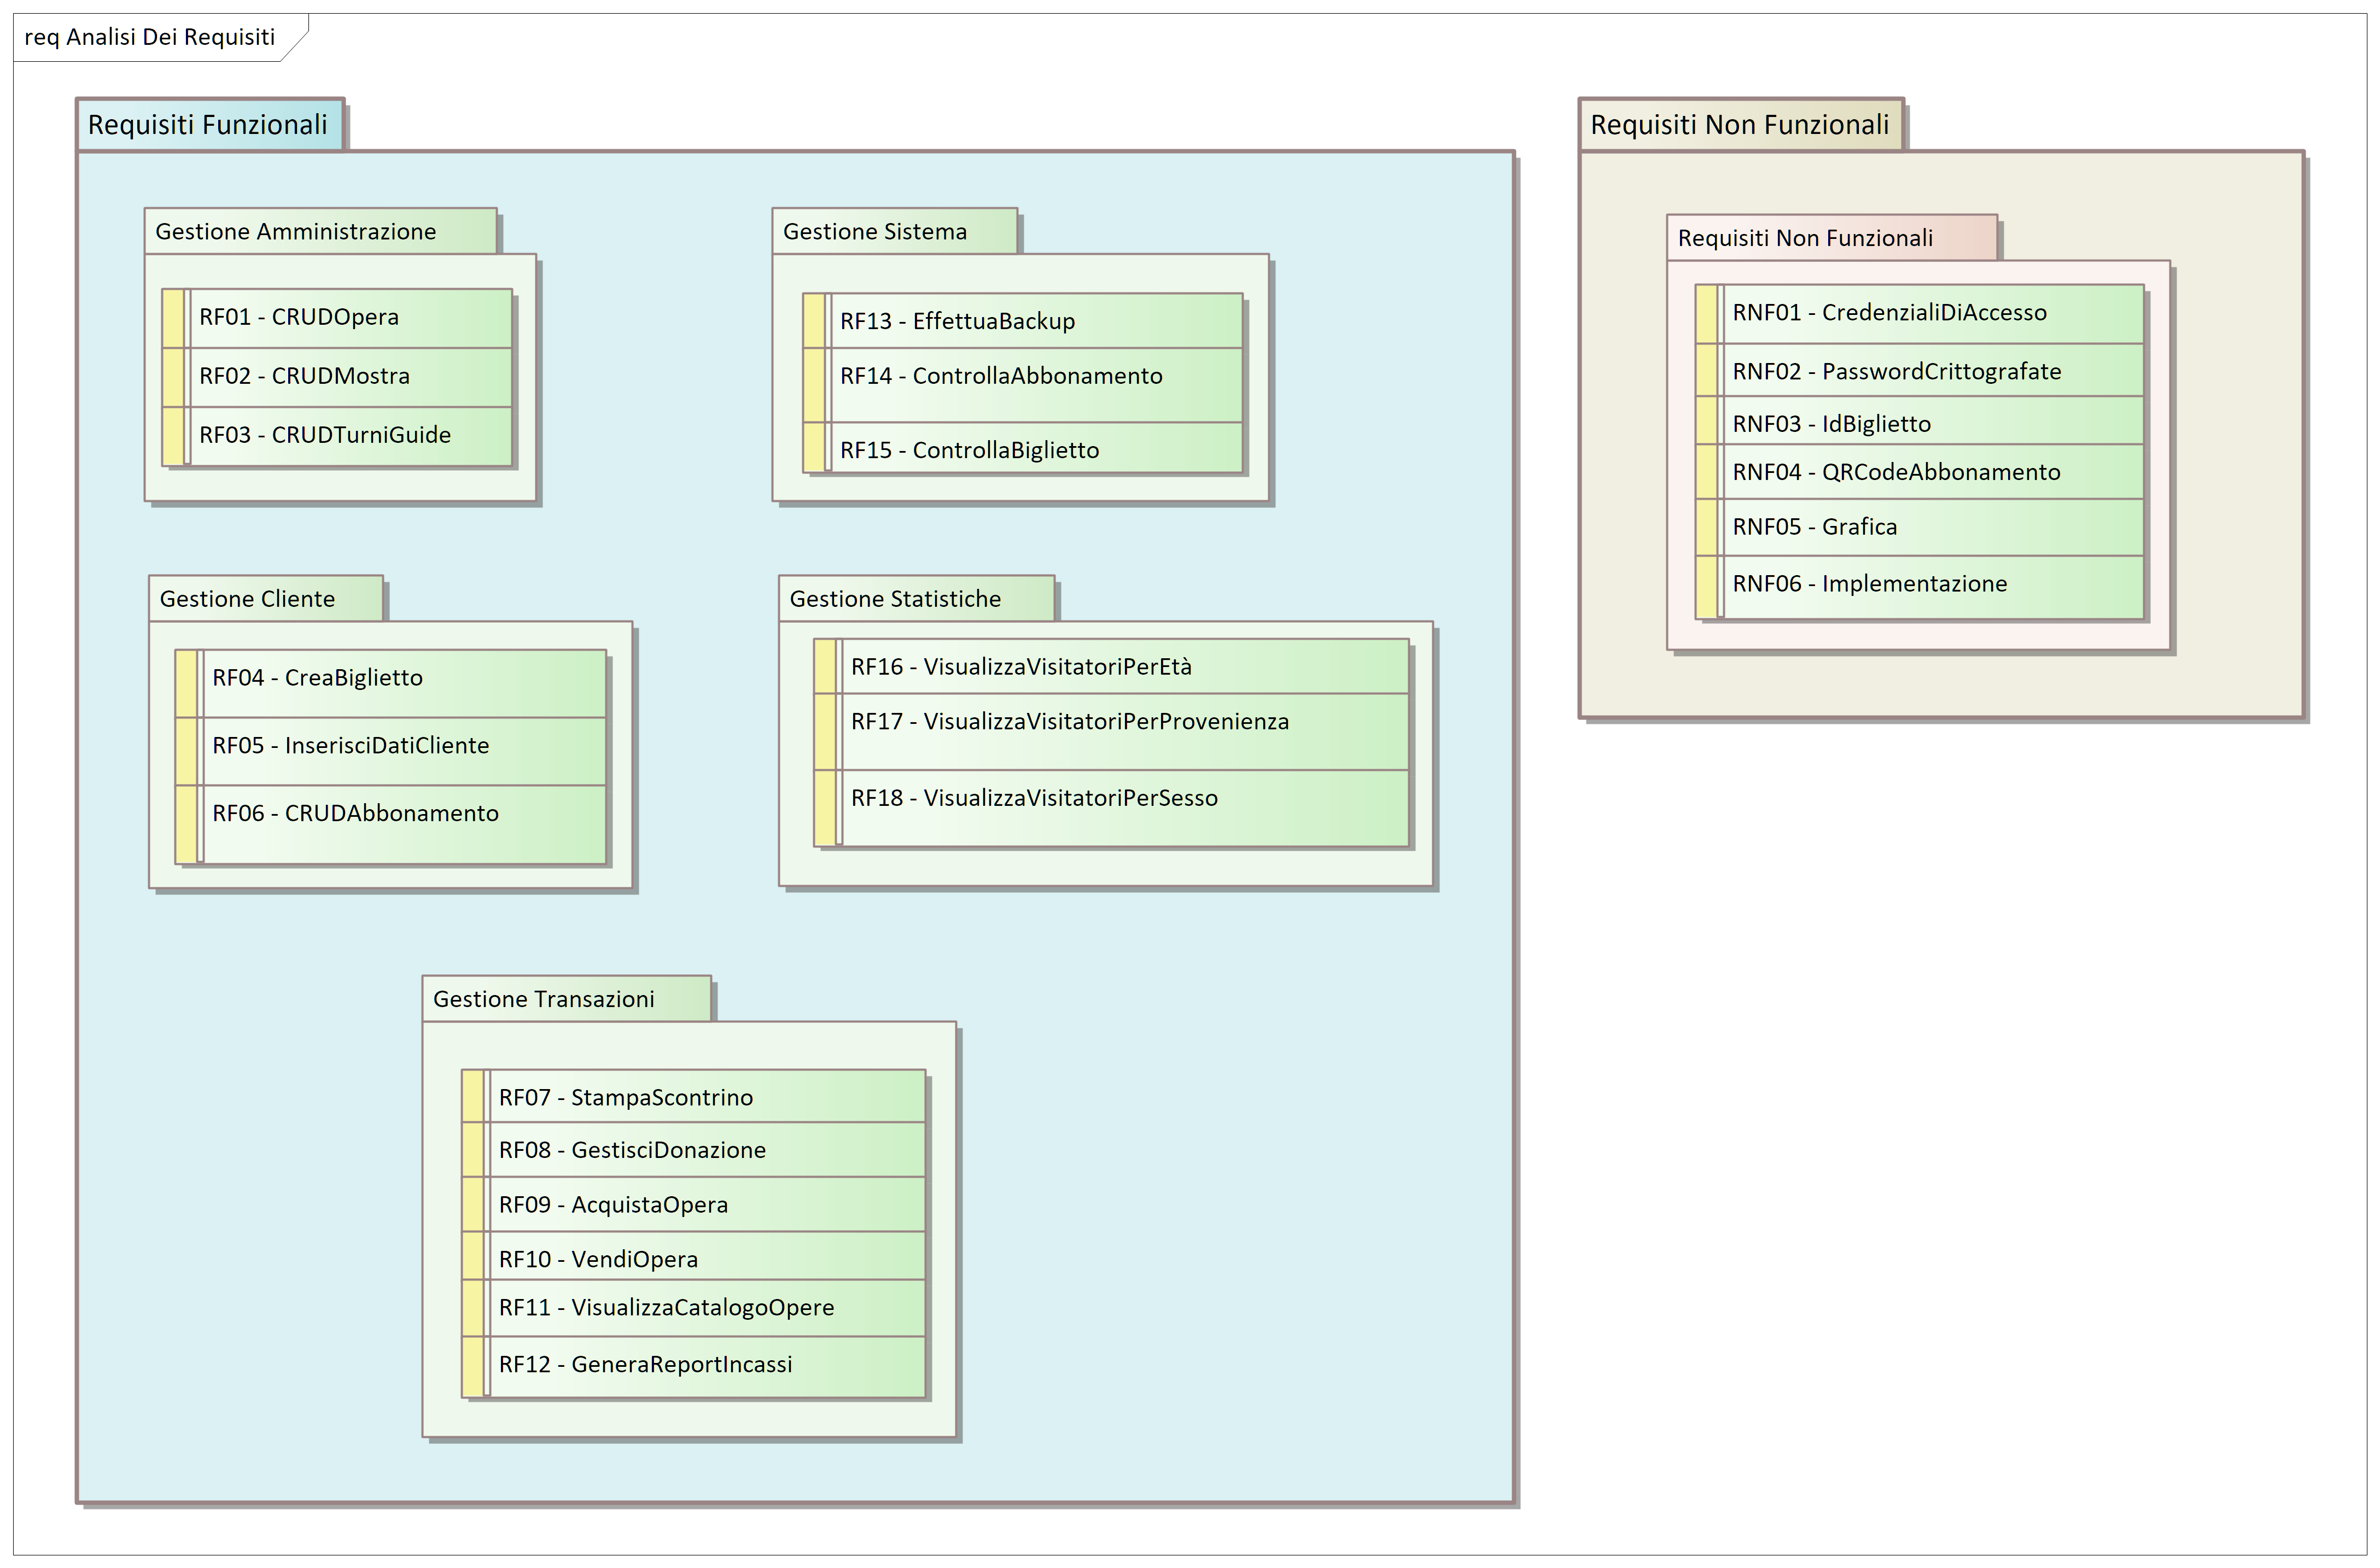 req Analisi Dei Requisiti
Requisiti Funzionali
Gestione Amministrazione
RF01 - CRUDOpera
RF02 - CRUDMostra
RF03 - CRUDTurniGuide
Gestione Sistema
RF13 - EffettuaBackup
RF14 - ControllaAbbonamento
RF15 - ControllaBiglietto
Gestione Cliente
RF04 - CreaBiglietto
RF05 - InserisciDatiCliente
RF06 - CRUDAbbonamento
Gestione Statistiche
RF16 - VisualizzaVisitatoriPerEtà
RF17 - VisualizzaVisitatoriPerProvenienza
RF18 - VisualizzaVisitatoriPerSesso
Gestione Transazioni
RF07 - StampaScontrino
RF08 - GestisciDonazione
RF09 - AcquistaOpera
RF10 - VendiOpera
RF11 - VisualizzaCatalogoOpere
RF12 - GeneraReportIncassi
Requisiti Non Funzionali
Requisiti Non Funzionali
RNF01 - CredenzialiDiAccesso
RNF02 - PasswordCrittografate
RNF03 - IdBiglietto
RNF04 - QRCodeAbbonamento
RNF05 - Grafica
RNF06 - Implementazione